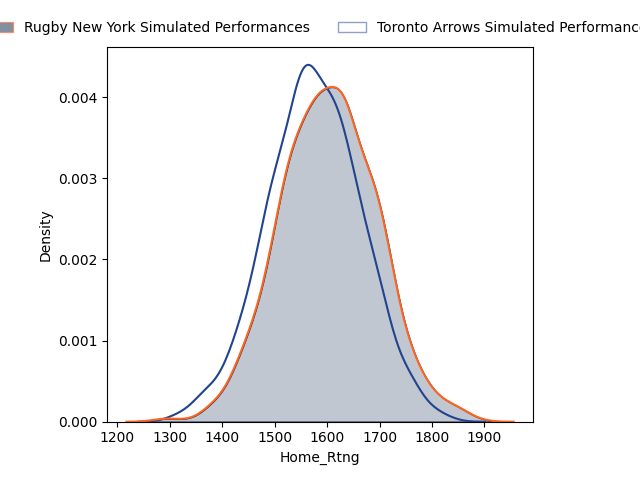 Rugby New York Simulated Performances
Toronto Arrows Simulated
0.004
0.003
0.002
0.001
0.000
Density
1200 1300 1400 1500 1600 1700 1800 1900
Home_Rtng